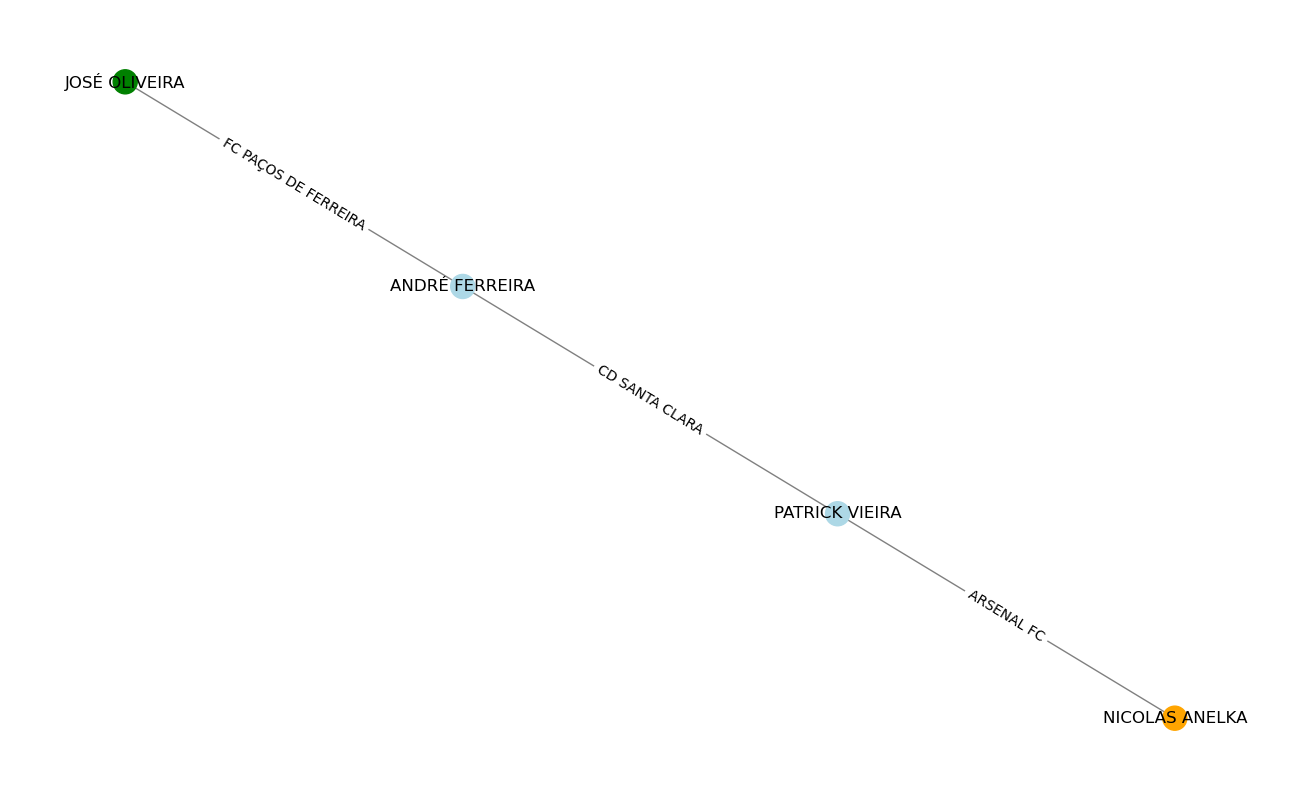 JOSÉ OLIVEIRA
FC PAÇOS DE FERREIRA
ANDRÉ FERREIRA
CD SANTA CLARA
PATRICK VIEIRA
ARSENAL FC
NICOLAS ANELKA